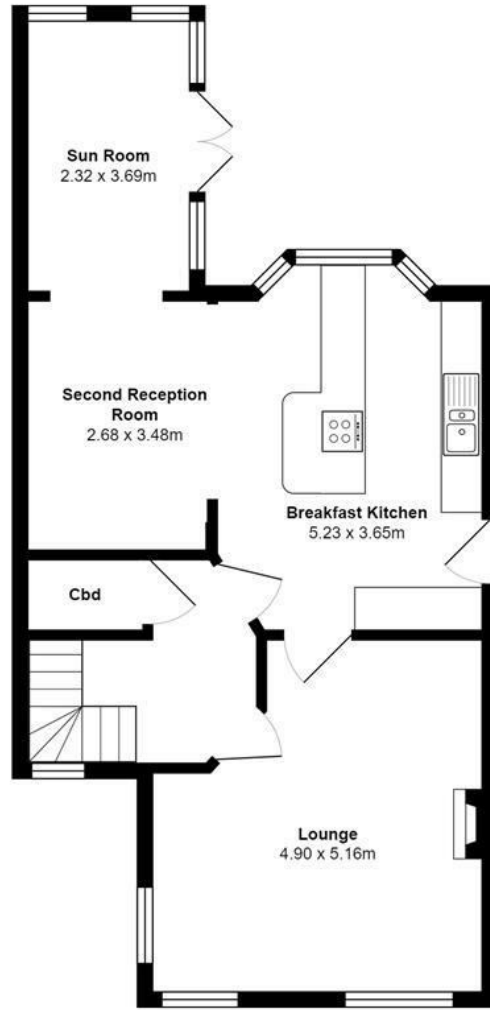 Sun Room
2.32 x 3.69m
Second Reception
Room
2.68 x 3.48m
Breakfast Kitchen
5.23 x 3.65m
Cbd
Lounge
4.90 x 5.16m